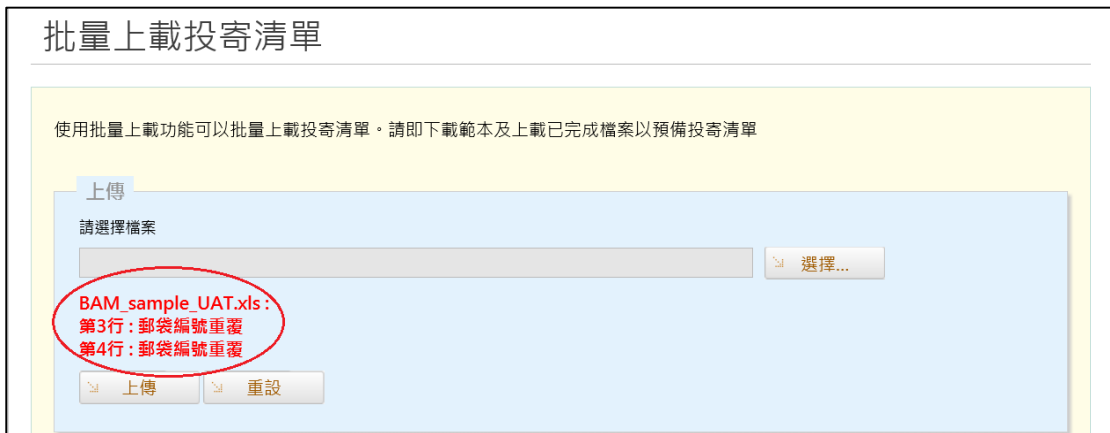 批量上載投寄清單
使用批量上載功能可以批量上載投寄清單。請即下載範本及上載已完成檔案以預備投寄清單
上傳
請選擇檔案
選擇...
BAM_sample_UAT.xls :
第3行 : 郵袋編號重覆
第4行 : 郵袋編號重覆
上傳 重設